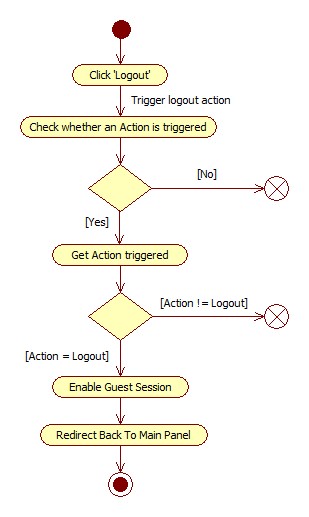 Click 'Logout'
Trigger logout action
Check whether an Action is triggered
[No]
[Yes]
Get Action triggered
[Action != Logout]
[Action = Logout]
Enable Guest Session
Redirect Back To Main Panel